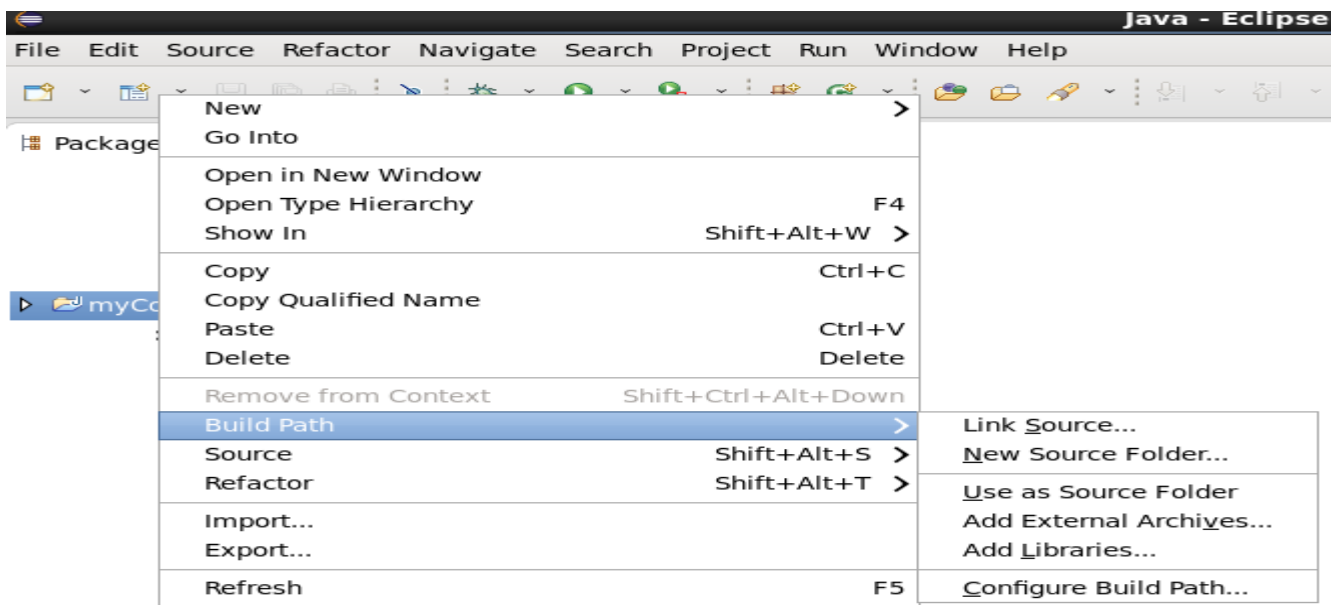 Java - Eclipse
File Edit Source Refactor Navigate Search Project Run Window Help
Package
myCo
New
Go Into
Open in New Window
Open Type Hierarchy F4
Show In Shift+Alt+W
Copy Ctrl+C
Copy Qualified Name
Paste Ctrl+V
Delete Delete
Remove from Context Shift+Ctrl+Alt+Down
Build Path
Source Shift+Alt+S
Refactor Shift+Alt+T
Import...
Export...
Refresh F5
Link Source...
New Source Folder...
Use as Source Folder
Add External Archives...
Add Libraries...
Configure Build Path...